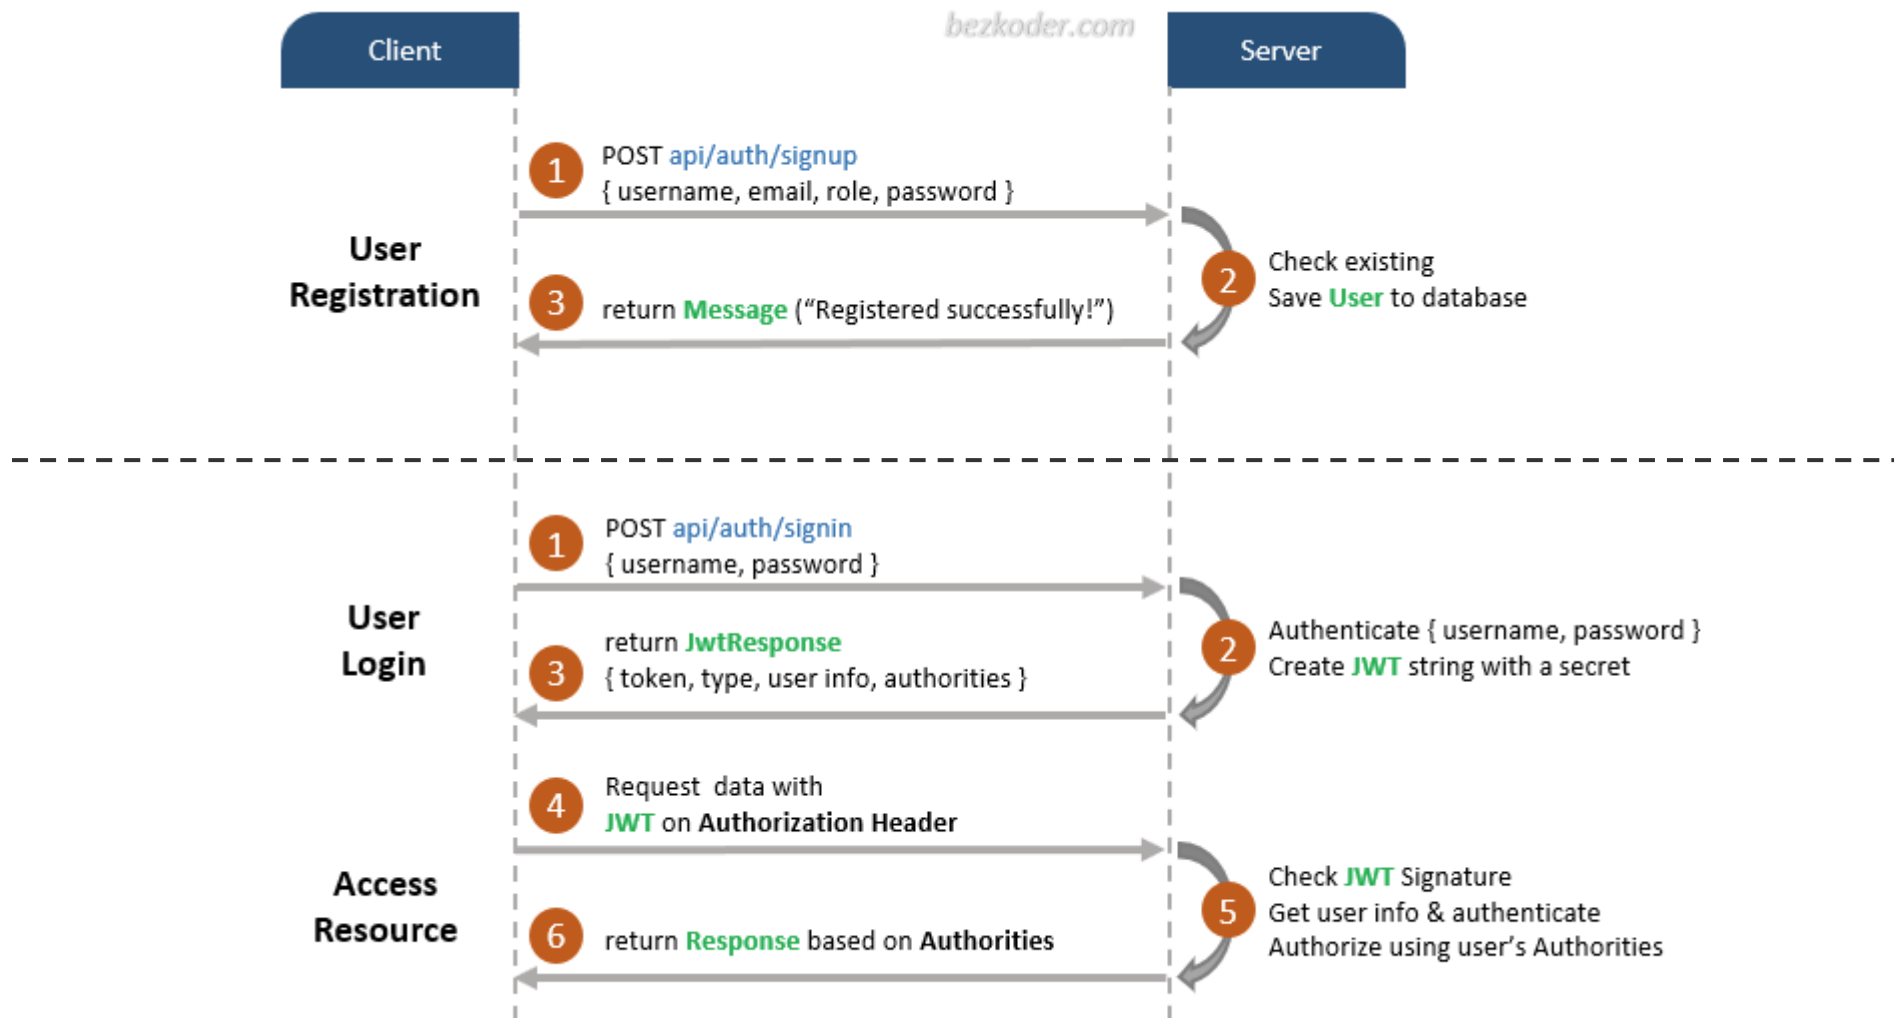 Client
bezkoder.com
Server
1
POST api/auth/signup
{ username, email, role, password }
User
Registration
2
Check existing
Save User to database
3
return Message (“Registered successfully!”)
1
POST api/auth/signin
{ username, password }
User
Login
2
Authenticate { username, password }
Create JWT string with a secret
3
return JwtResponse
{ token, type, user info, authorities }
4
Request  data with
JWT on Authorization Header
Access
Resource
5
Check JWT Signature
Get user info & authenticate
Authorize using user’s Authorities
6
return Response based on Authorities